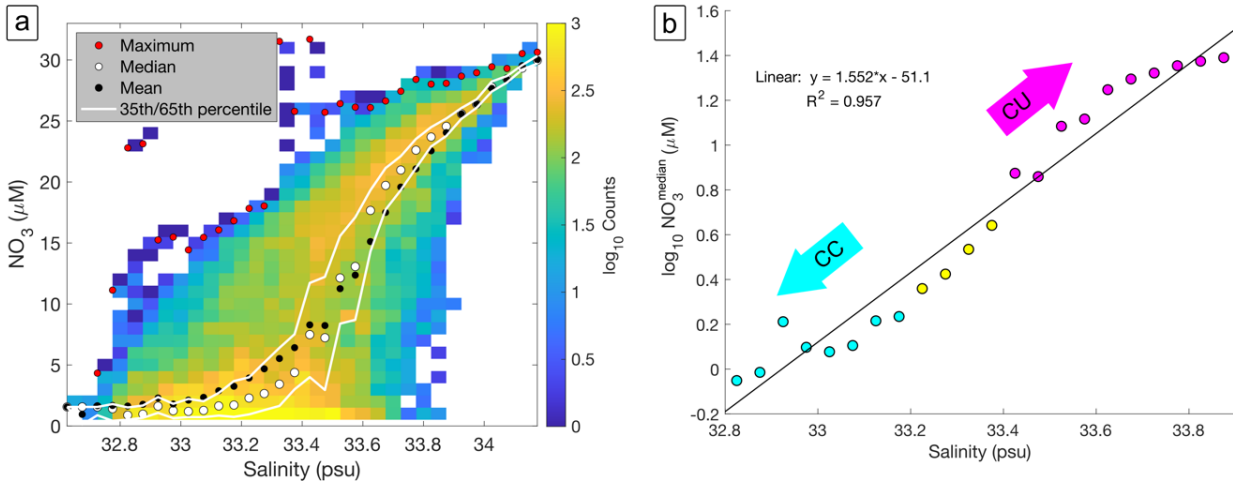 a
Maximum
Median
Mean
35th/65th percentile
NO3 (μM)
35
30
25
20
15
10
5
0
32.8
33
33.2
33.4
33.6
33.8
34
Salinity (psu)
3
2.5
2
1.5
1
0.5
0
log10 Counts
b
log10 NO3median (μM)
1.6
1.4
1.2
1.0
0.8
0.6
0.4
0.2
0
-0.2
Linear: y = 1.552*x - 51.1
R2 = 0.957
CU
CC
32.8
33
33.2
33.4
33.6
33.8
Salinity (psu)